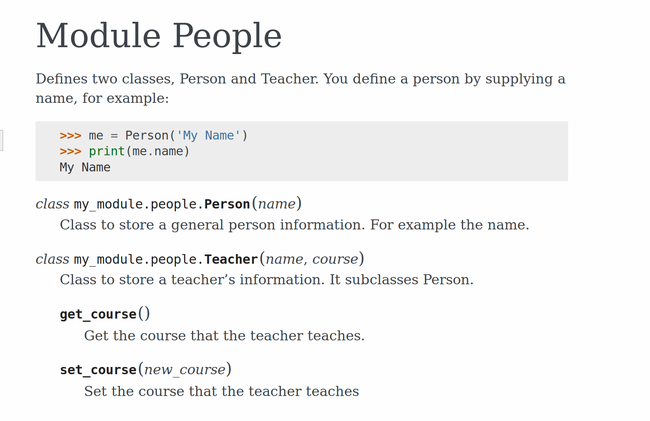 Module People
Defines two classes, Person and Teacher. You define a person by supplying a
name, for example:
>>> me = Person('My Name')
>>> print(me.name)
My Name
class my_module.people.Person(name)
Class to store a general person information. For example the name.
class my_module.people.Teacher(name, course)
Class to store a teacher’s information. It subclasses Person.
get_course()
Get the course that the teacher teaches.
set_course(new_course)
Set the course that the teacher teaches